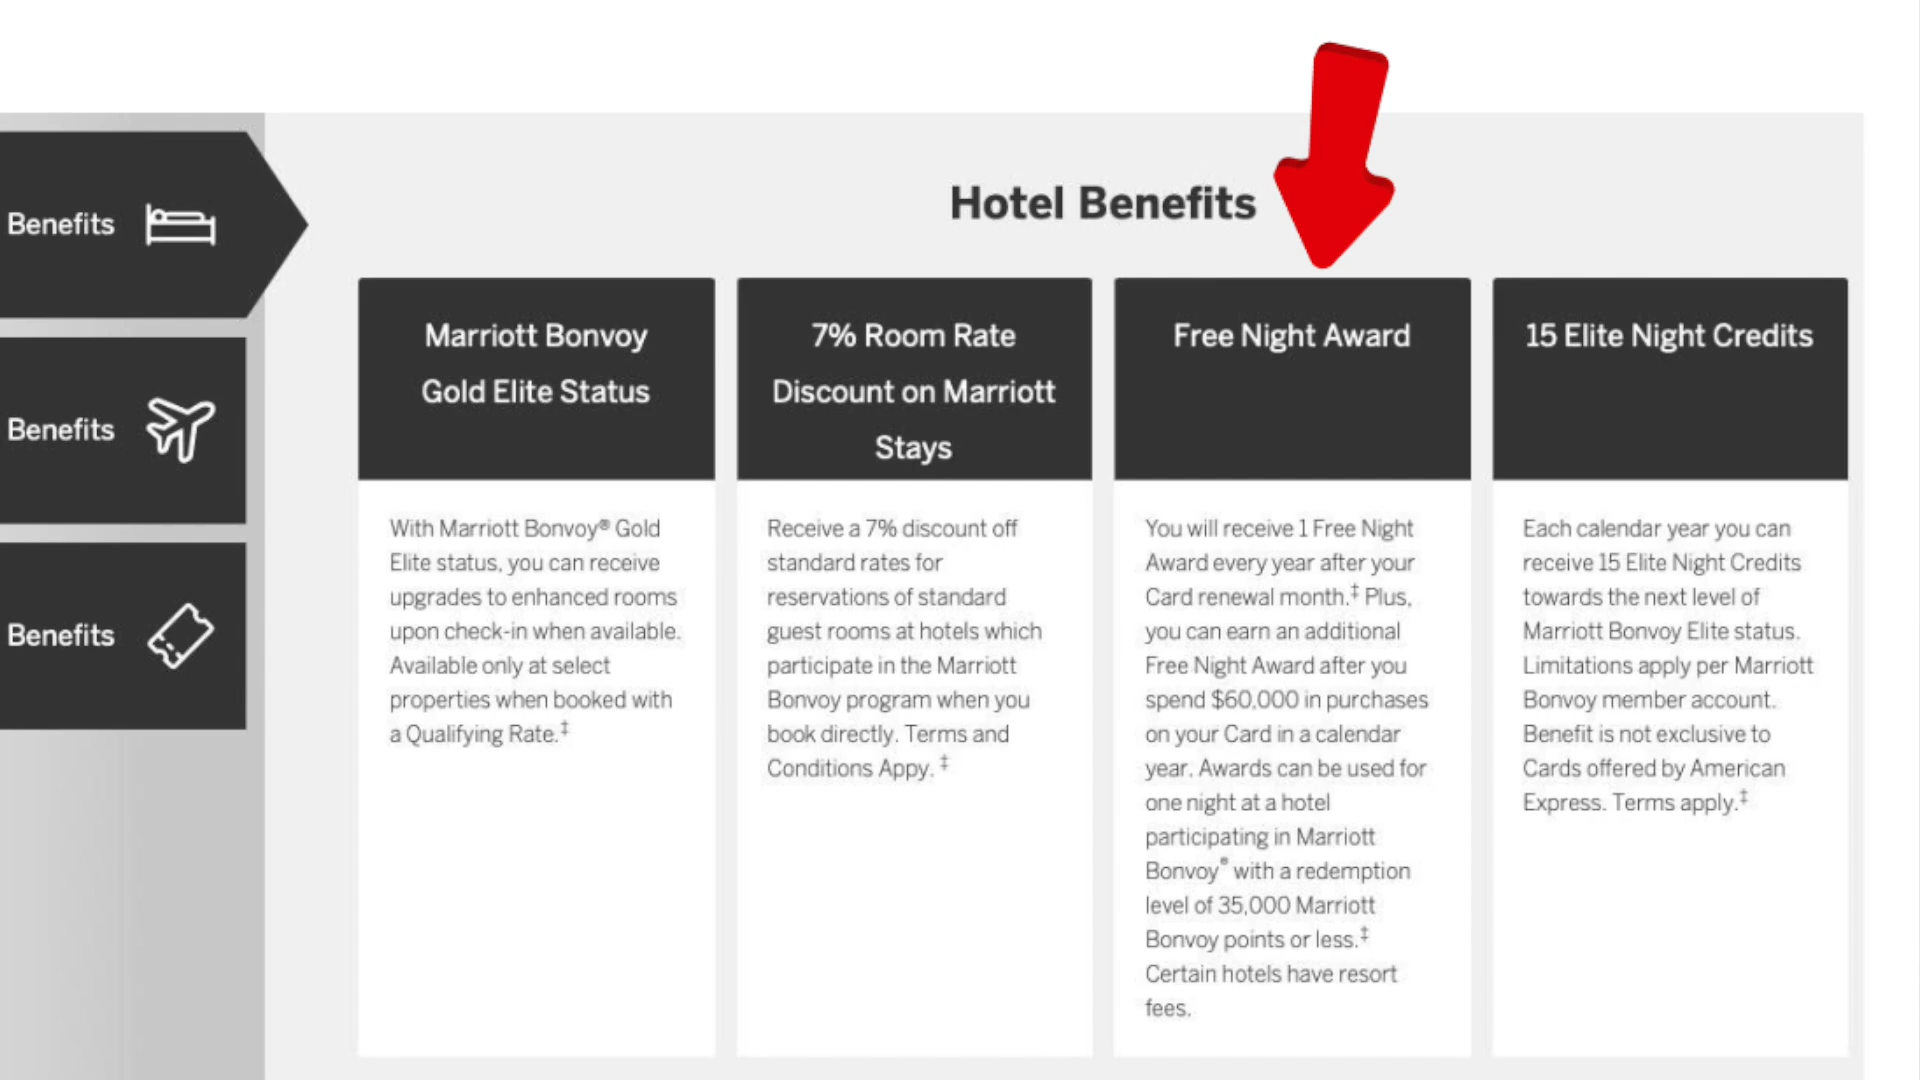 Benefits
Benefits
Benefits
Hotel Benefits
Marriott Bonvoy
Gold Elite Status
With Marriott Bonvoy® Gold
Elite status, you can receive
upgrades to enhanced rooms
upon check-in when available.
Available only at select
properties when booked with
a Qualifying Rate.‡
7% Room Rate
Discount on Marriott
Stays
Receive a 7% discount off
standard rates for
reservations of standard
guest rooms at hotels which
participate in the Marriott
Bonvoy program when you
book directly. Terms and
Conditions Appy. ‡
Free Night Award
You will receive 1 Free Night
Award every year after your
Card renewal month.‡ Plus,
you can earn an additional
Free Night Award after you
spend $60,000 in purchases
on your Card in a calendar
year. Awards can be used for
one night at a hotel
participating in Marriott
Bonvoy® with a redemption
level of 35,000 Marriott
Bonvoy points or less.‡
Certain hotels have resort
fees.
15 Elite Night Credits
Each calendar year you can
receive 15 Elite Night Credits
towards the next level of
Marriott Bonvoy Elite status.
Limitations apply per Marriott
Bonvoy member account.
Benefit is not exclusive to
Cards offered by American
Express. Terms apply.‡